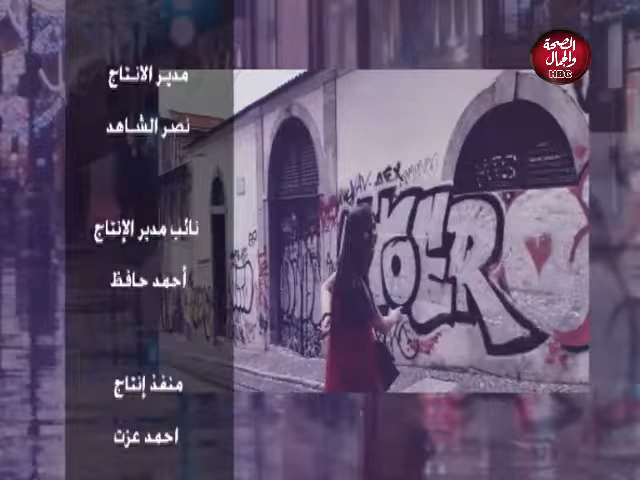 الصحة
والجمال
HBC
مدير الانتاج
نصر الشاهد
نائب مدير الإنتاج
أحمد حافظ
منفذ إنتاج
احمد عزت